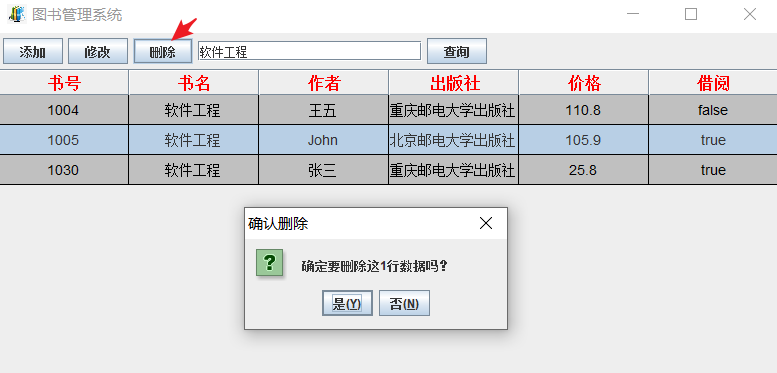 图书管理系统
添加 修改 删除 软件工程 查询
书号 书名 作者 出版社 价格 借阅
1004 软件工程 王五 重庆邮电大学出版社 110.8 false
1005 软件工程 John 北京邮电大学出版社 105.9 true
1030 软件工程 张三 重庆邮电大学出版社 25.8 true
确认删除
? 确定要删除这1行数据吗?
是(Y) 否(N)